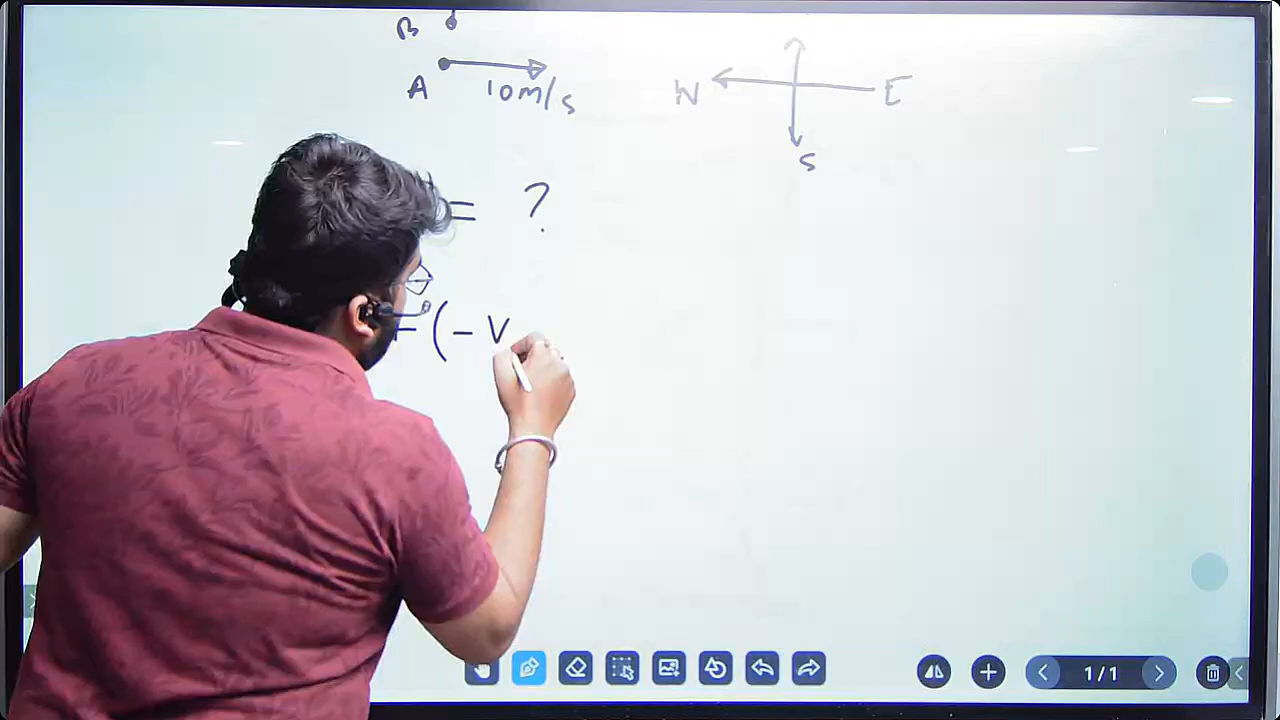 B
A 10m/s
W E
S
= ?
= (- V
1/1